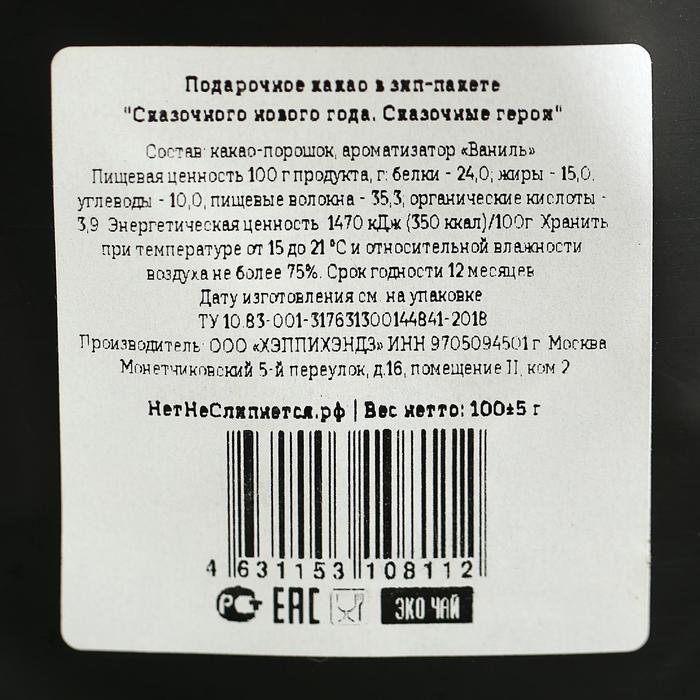 Подарочное какао в зип-пакете
"Сказочного нового года. Сказочные герои"
Состав: какао-порошок, ароматизатор «Ваниль»
Пищевая ценность 100 г продукта, г: белки - 24,0; жиры - 15,0;
углеводы - 10,0, пищевые волокна - 35,3; органические кислоты -
3,9 Энергетическая ценность 1470 кДж (350 ккал)/100г Хранить
при температуре от 15 до 21 °С и относительной влажности
воздуха не более 75%. Срок годности 12 месяцев
Дату изготовления см. на упаковке
ТУ 10.83-001-317631300144841-2018
Производитель: ООО «ХЭППИХЭНДЗ» ИНН 9705094501 г. Москва
Монетчиковский 5-й переулок, д.16, помещение II, ком 2
НетНеСлипнется.рф | Вес нетто: 100±5 г
4 631153 108112
РСТ EAC ЭКО ЧАЙ